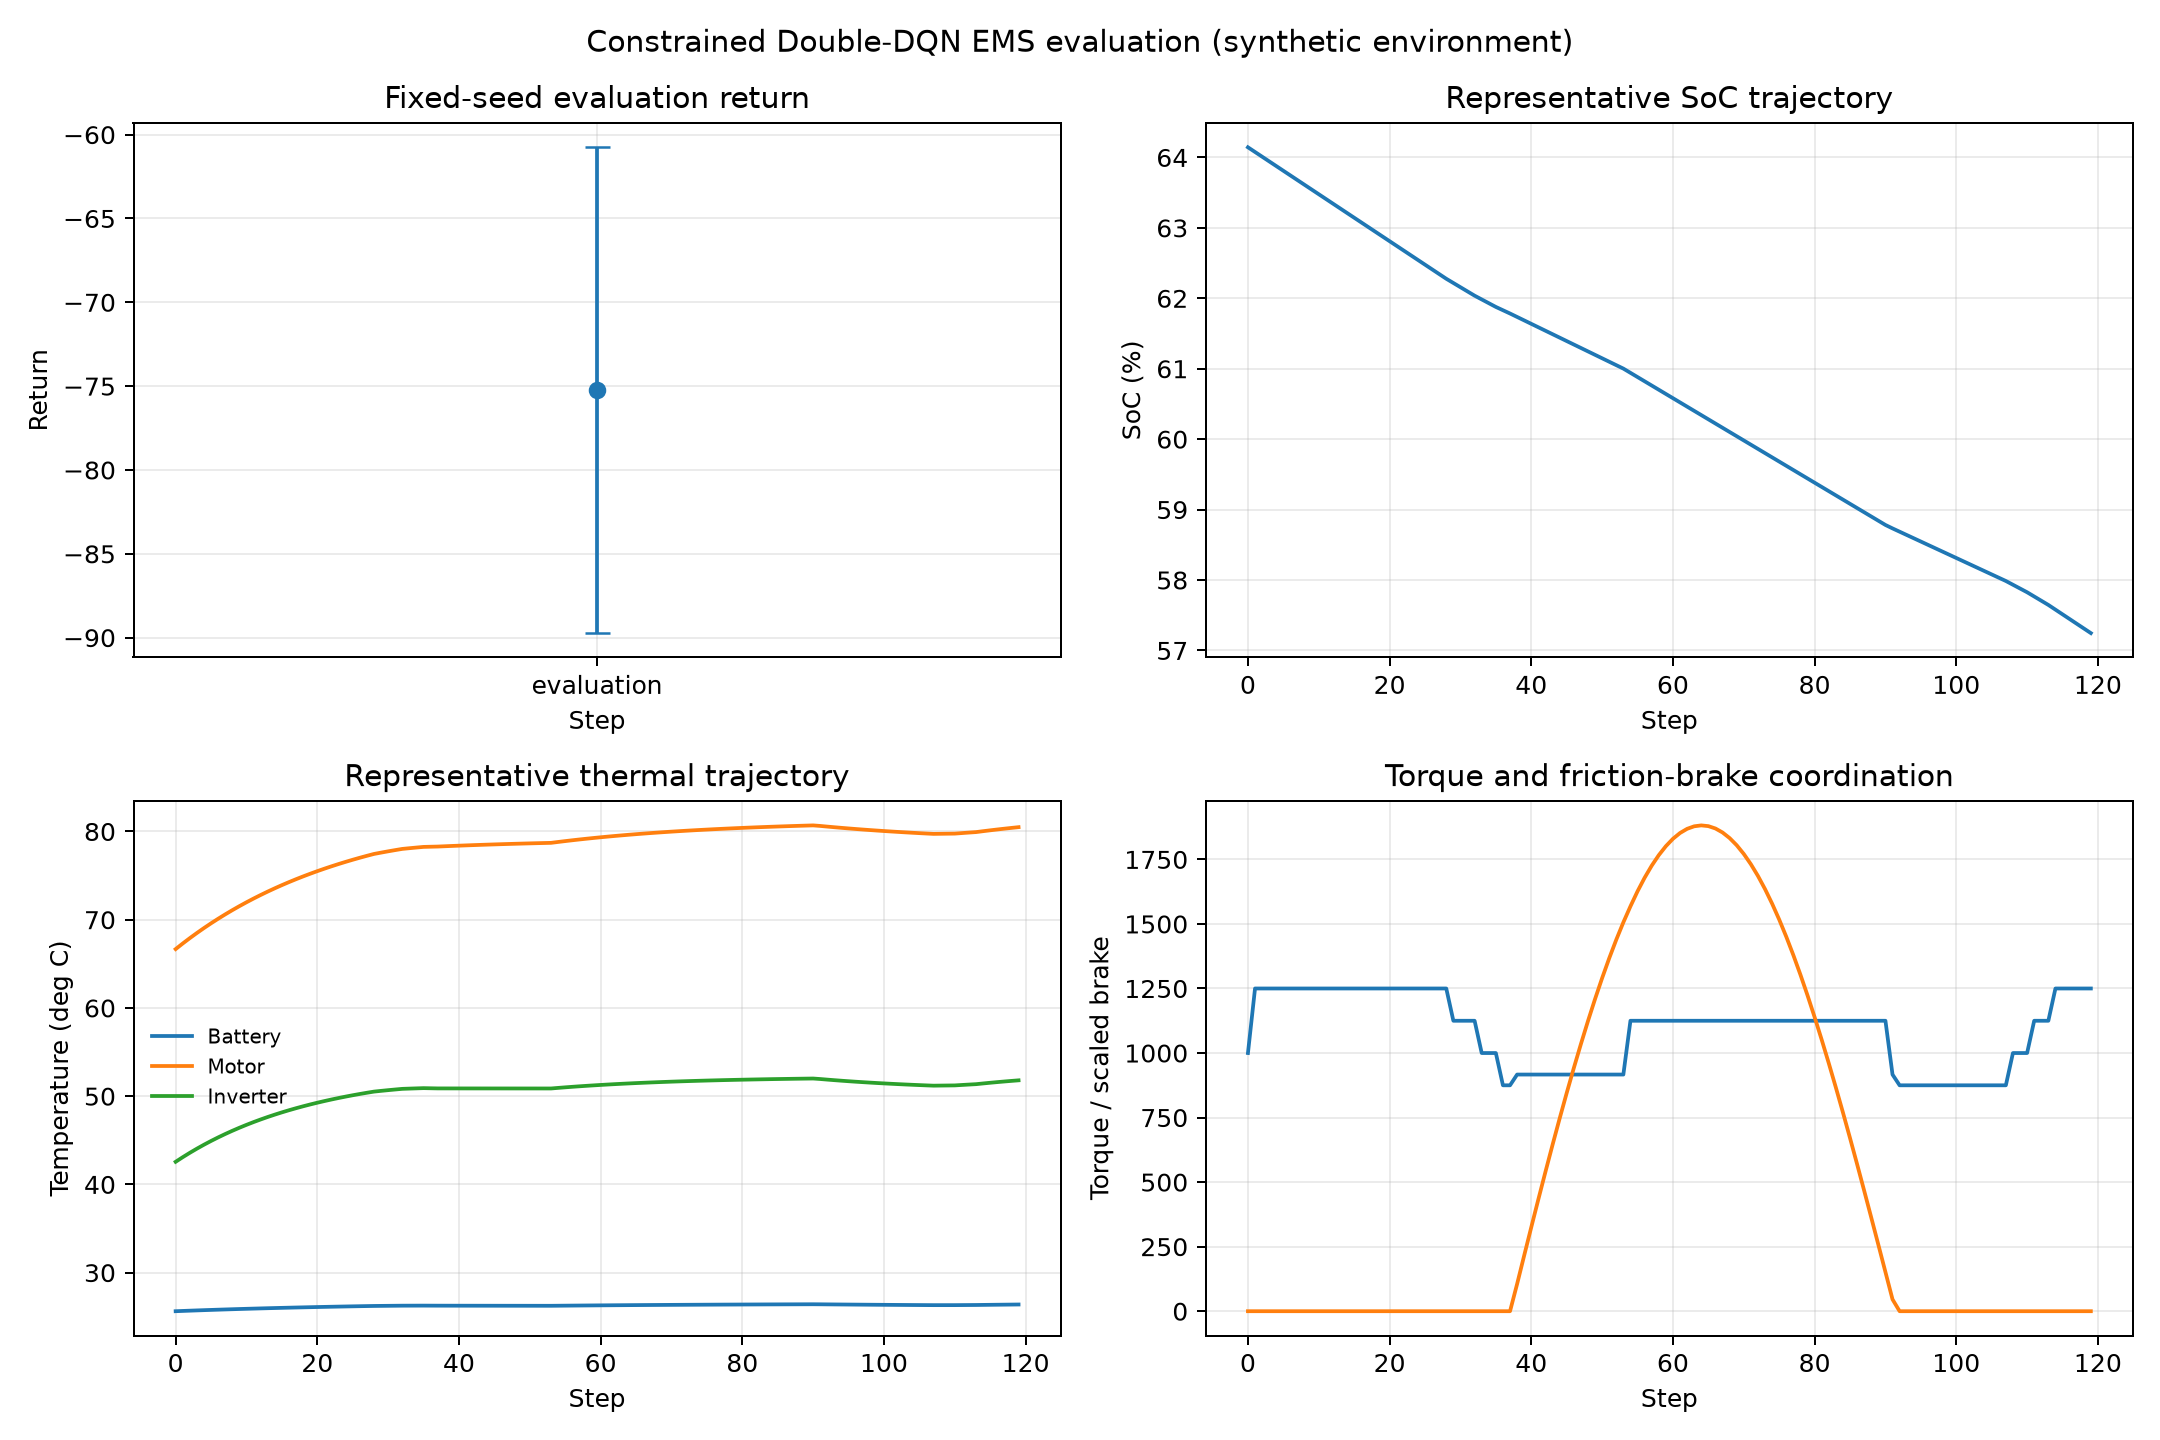 Constrained Double-DQN EMS evaluation (synthetic environment)
Fixed-seed evaluation return
Return
−60
−65
−70
−75
−80
−85
−90
evaluation
Step
Representative SoC trajectory
SoC (%)
64
63
62
61
60
59
58
57
0 20 40 60 80 100 120
Step
Representative thermal trajectory
Temperature (deg C)
80
70
60
50
40
30
Battery
Motor
Inverter
0 20 40 60 80 100 120
Step
Torque and friction-brake coordination
Torque / scaled brake
1750
1500
1250
1000
750
500
250
0
0 20 40 60 80 100 120
Step